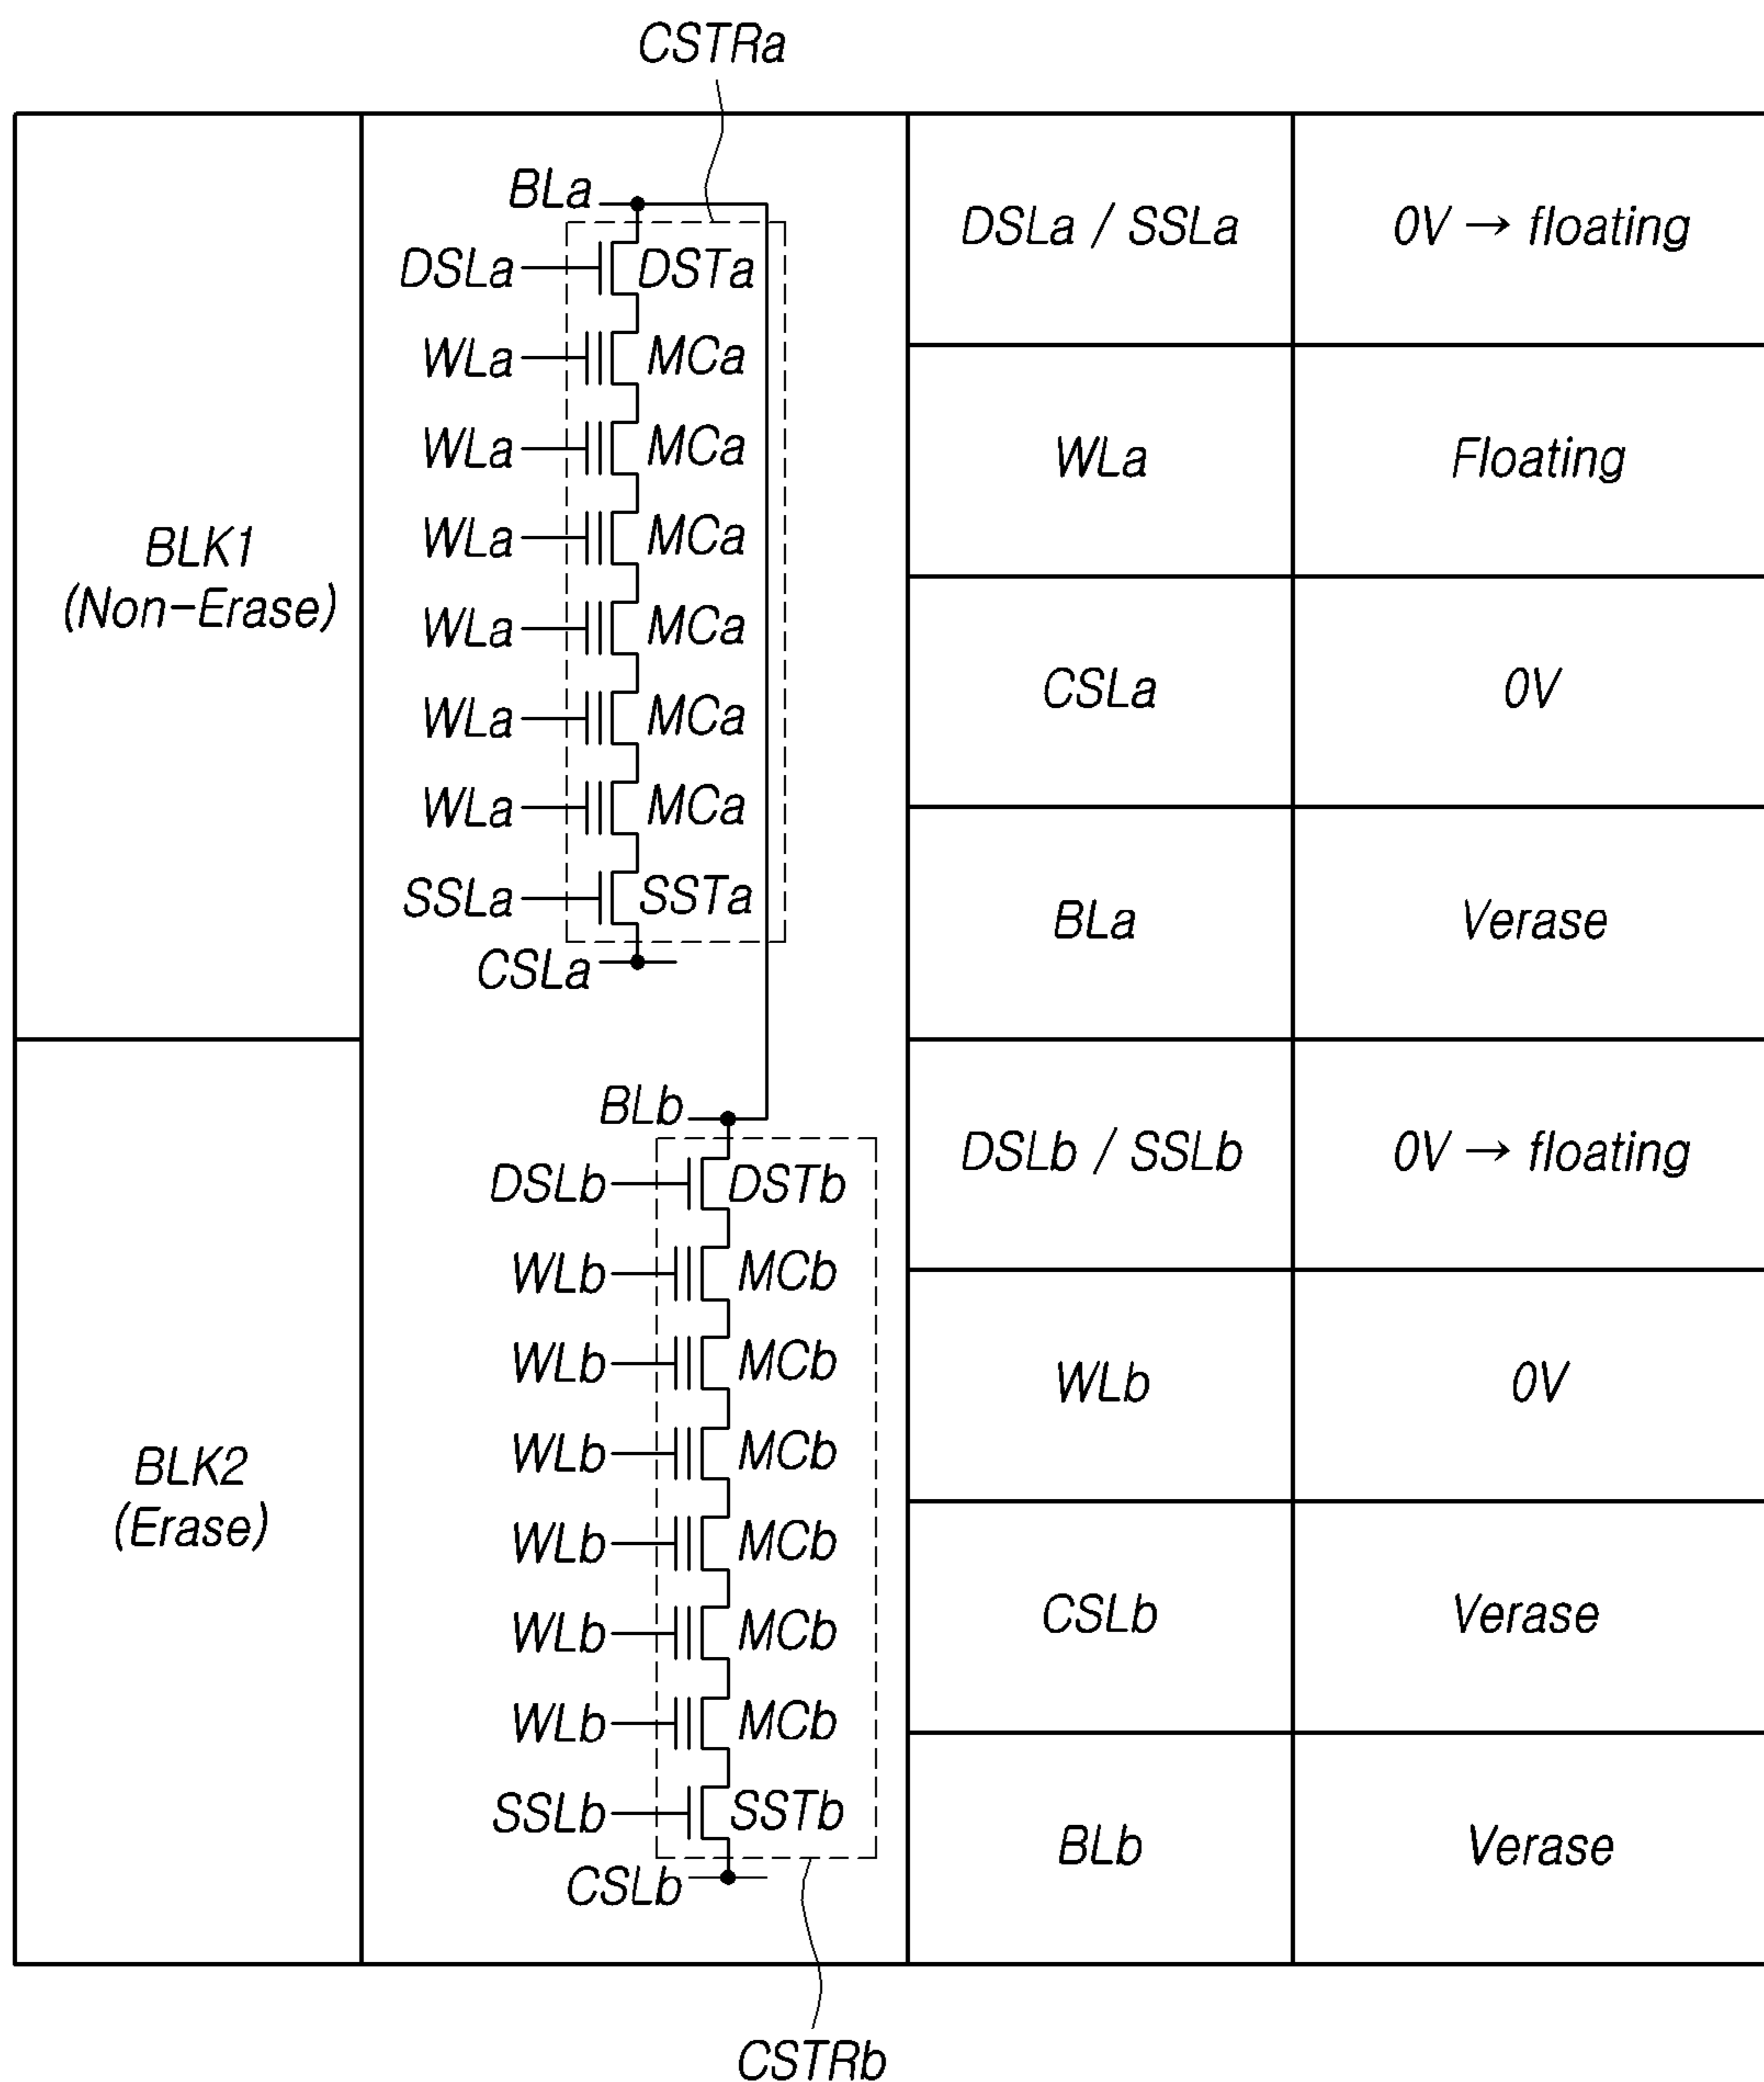 CSTRa
BLK1
(Non-Erase)
BLa
DSLa DSTa
WLa MCa
WLa MCa
WLa MCa
WLa MCa
WLa MCa
WLa MCa
SSLa SSTa
CSLa
DSLa / SSLa 0V → floating
WLa Floating
CSLa 0V
BLa Verase
BLK2
(Erase)
BLb
DSLb DSTb
WLb MCb
WLb MCb
WLb MCb
WLb MCb
WLb MCb
WLb MCb
SSLb SSTb
CSLb
DSLb / SSLb 0V → floating
WLb 0V
CSLb Verase
BLb Verase
CSTRb